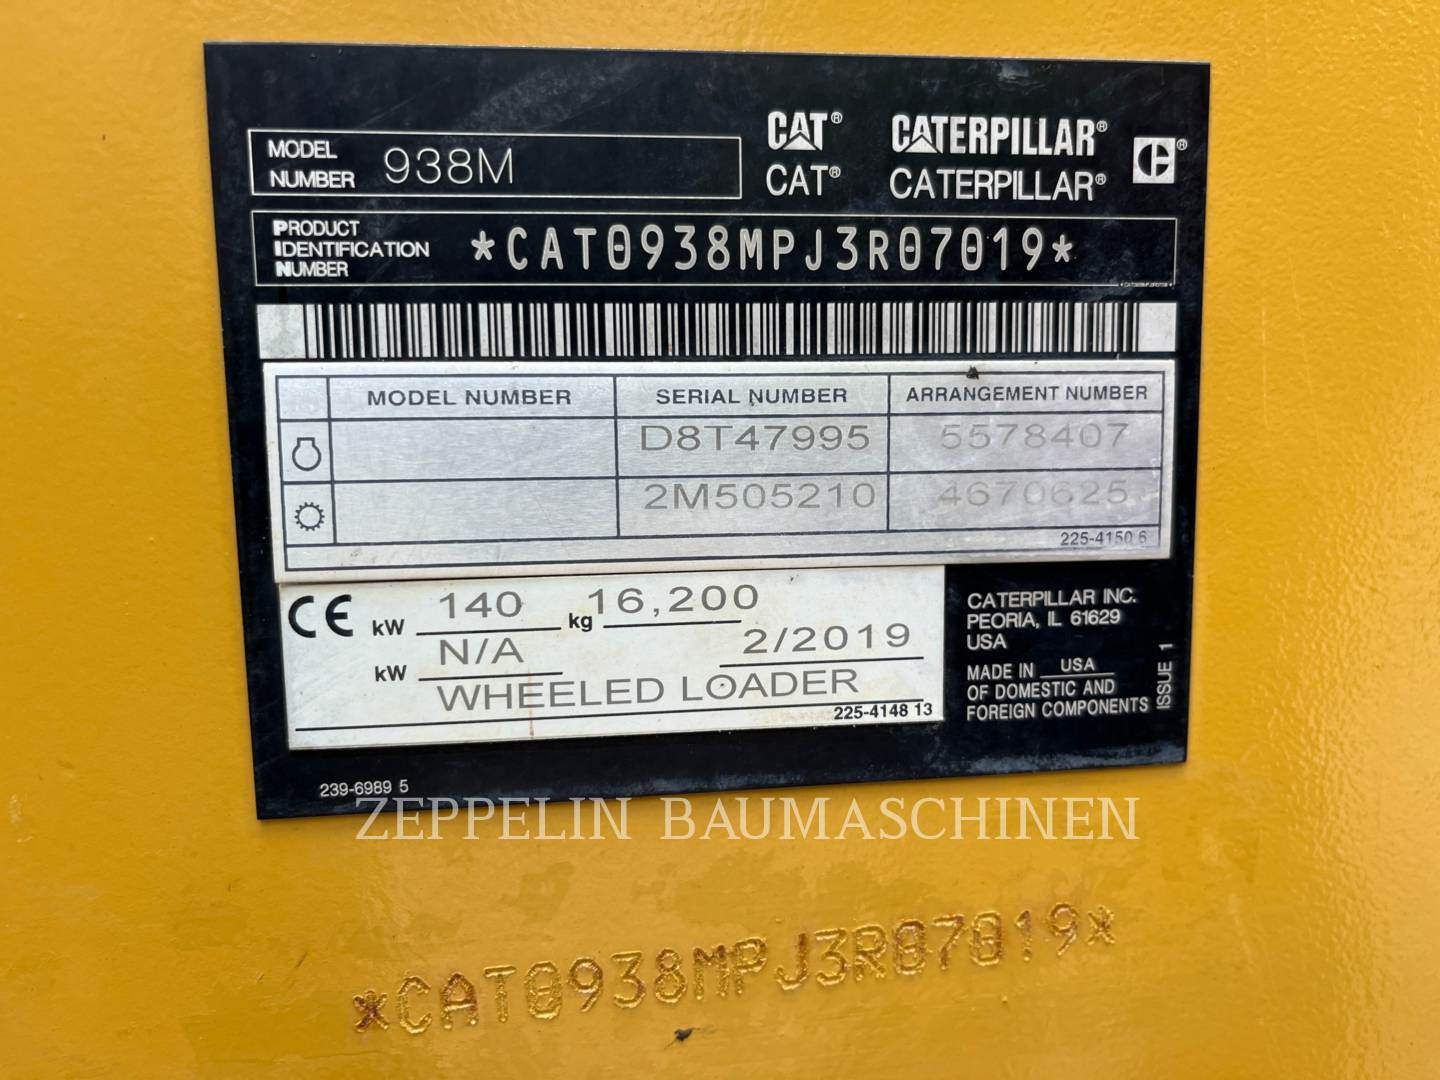 MODEL NUMBER 938M
CAT® CATERPILLAR®
CAT® CATERPILLAR®
PRODUCT IDENTIFICATION NUMBER *CAT0938MPJ3R07019*
MODEL NUMBER SERIAL NUMBER ARRANGEMENT NUMBER
D8T47995 5578407
2M505210 4670625
225-4150 6
CE kW 140 kg 16,200
kW N/A 2/2019
WHEELED LOADER
225-4148 13
CATERPILLAR INC.
PEORIA, IL 61629
USA
MADE IN USA
OF DOMESTIC AND
FOREIGN COMPONENTS
ISSUE 1
239-6989 5
ZEPPELIN BAUMASCHINEN
*CAT0938MPJ3R07019*